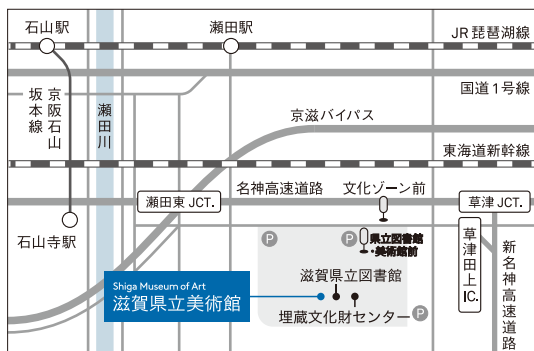 石山駅
瀬田駅
JR琵琶湖線
国道1号線
京阪石山
坂本線
瀬田川
京滋バイパス
東海道新幹線
名神高速道路
文化ゾーン前
瀬田東 JCT.
草津 JCT.
石山寺駅
P
P
県立図書館
・美術館前
草津田上IC.
新名神高速道路
滋賀県立図書館
Shiga Museum of Art
滋賀県立美術館
埋蔵文化財センター
P